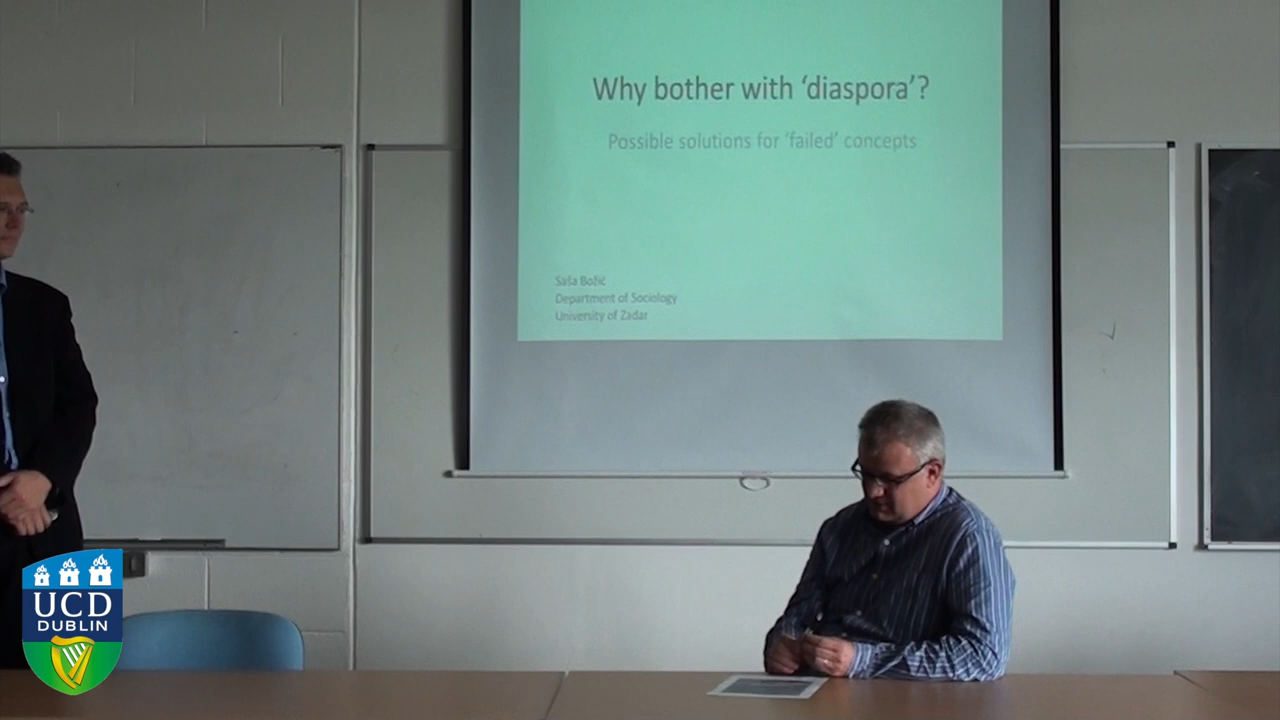 Why bother with ‘diaspora’?
Possible solutions for ‘failed’ concepts
Saša Božić
Department of Sociology
University of Zadar
UCD
DUBLIN